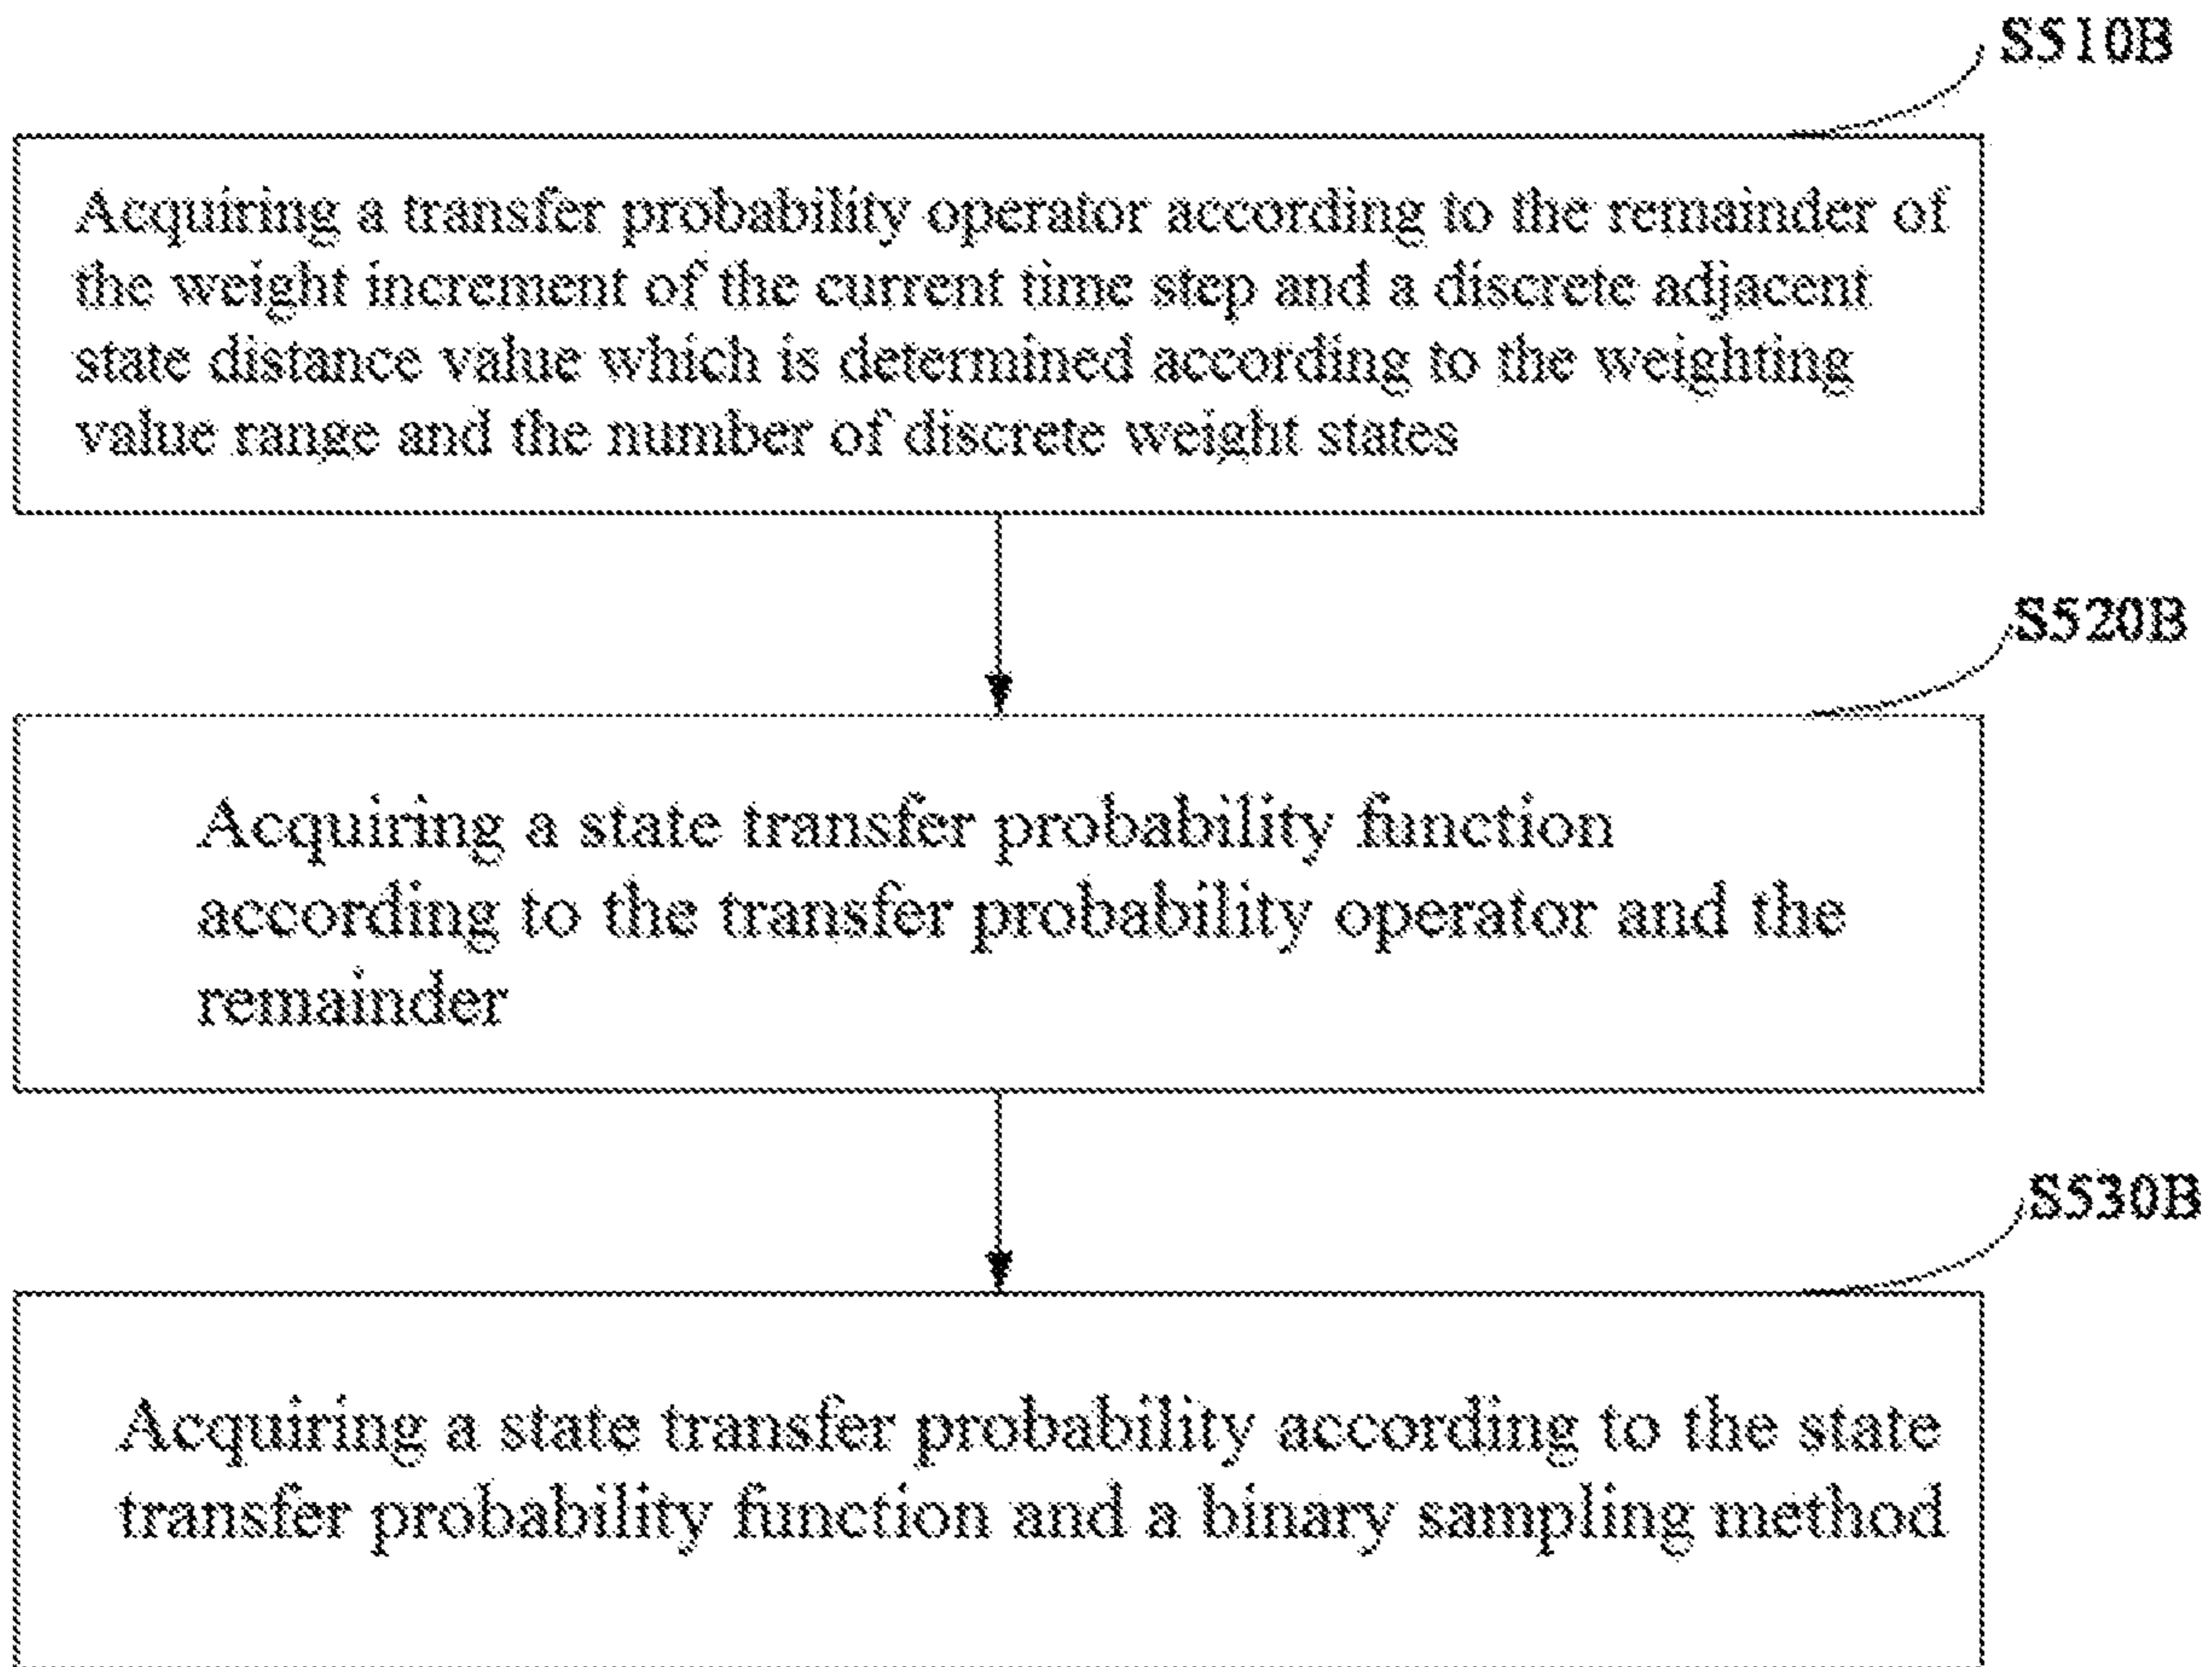 S510B
Acquiring a transfer probability operator according to the remainder of
the weight increment of the current time step and a discrete adjacent
state distance value which is determined according to the weighting
value range and the number of discrete weight states
S520B
Acquiring a state transfer probability function
according to the transfer probability operator and the
remainder
S530B
Acquiring a state transfer probability according to the state
transfer probability function and a binary sampling method